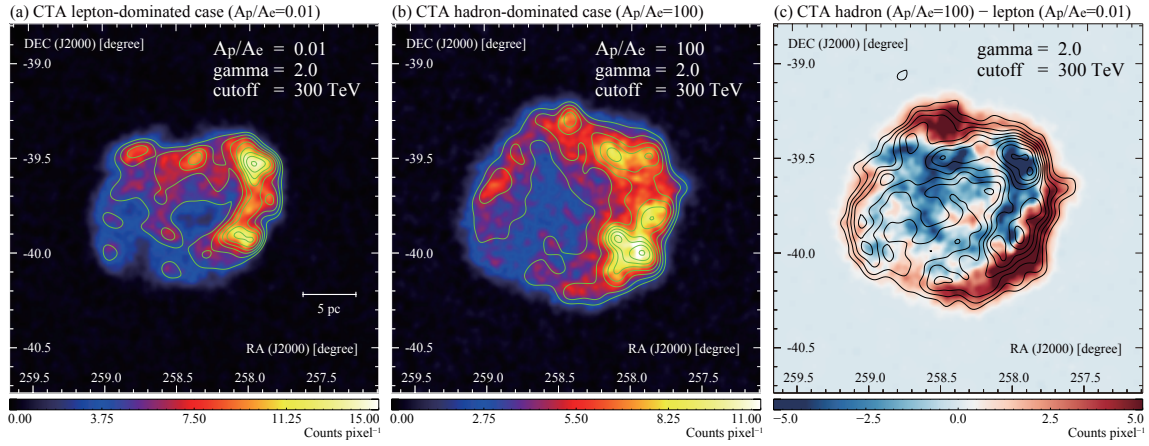 (a) CTA lepton-dominated case (Ap/Ae=0.01)
DEC (J2000) [degree]
Ap/Ae = 0.01
gamma = 2.0
cutoff = 300 TeV
-39.0
-39.5
-40.0
-40.5
5 pc
RA (J2000) [degree]
259.5 259.0 258.5 258.0 257.5
0.00 3.75 7.50 11.25 15.00
Counts pixel⁻¹
(b) CTA hadron-dominated case (Ap/Ae=100)
DEC (J2000) [degree]
Ap/Ae = 100
gamma = 2.0
cutoff = 300 TeV
-39.0
-39.5
-40.0
-40.5
RA (J2000) [degree]
259.5 259.0 258.5 258.0 257.5
0.00 2.75 5.50 8.25 11.00
Counts pixel⁻¹
(c) CTA hadron (Ap/Ae=100) − lepton (Ap/Ae=0.01)
DEC (J2000) [degree]
gamma = 2.0
cutoff = 300 TeV
-39.0
-39.5
-40.0
-40.5
RA (J2000) [degree]
259.5 259.0 258.5 258.0 257.5
−5.0 −2.5 0.0 2.5 5.0
Counts pixel⁻¹